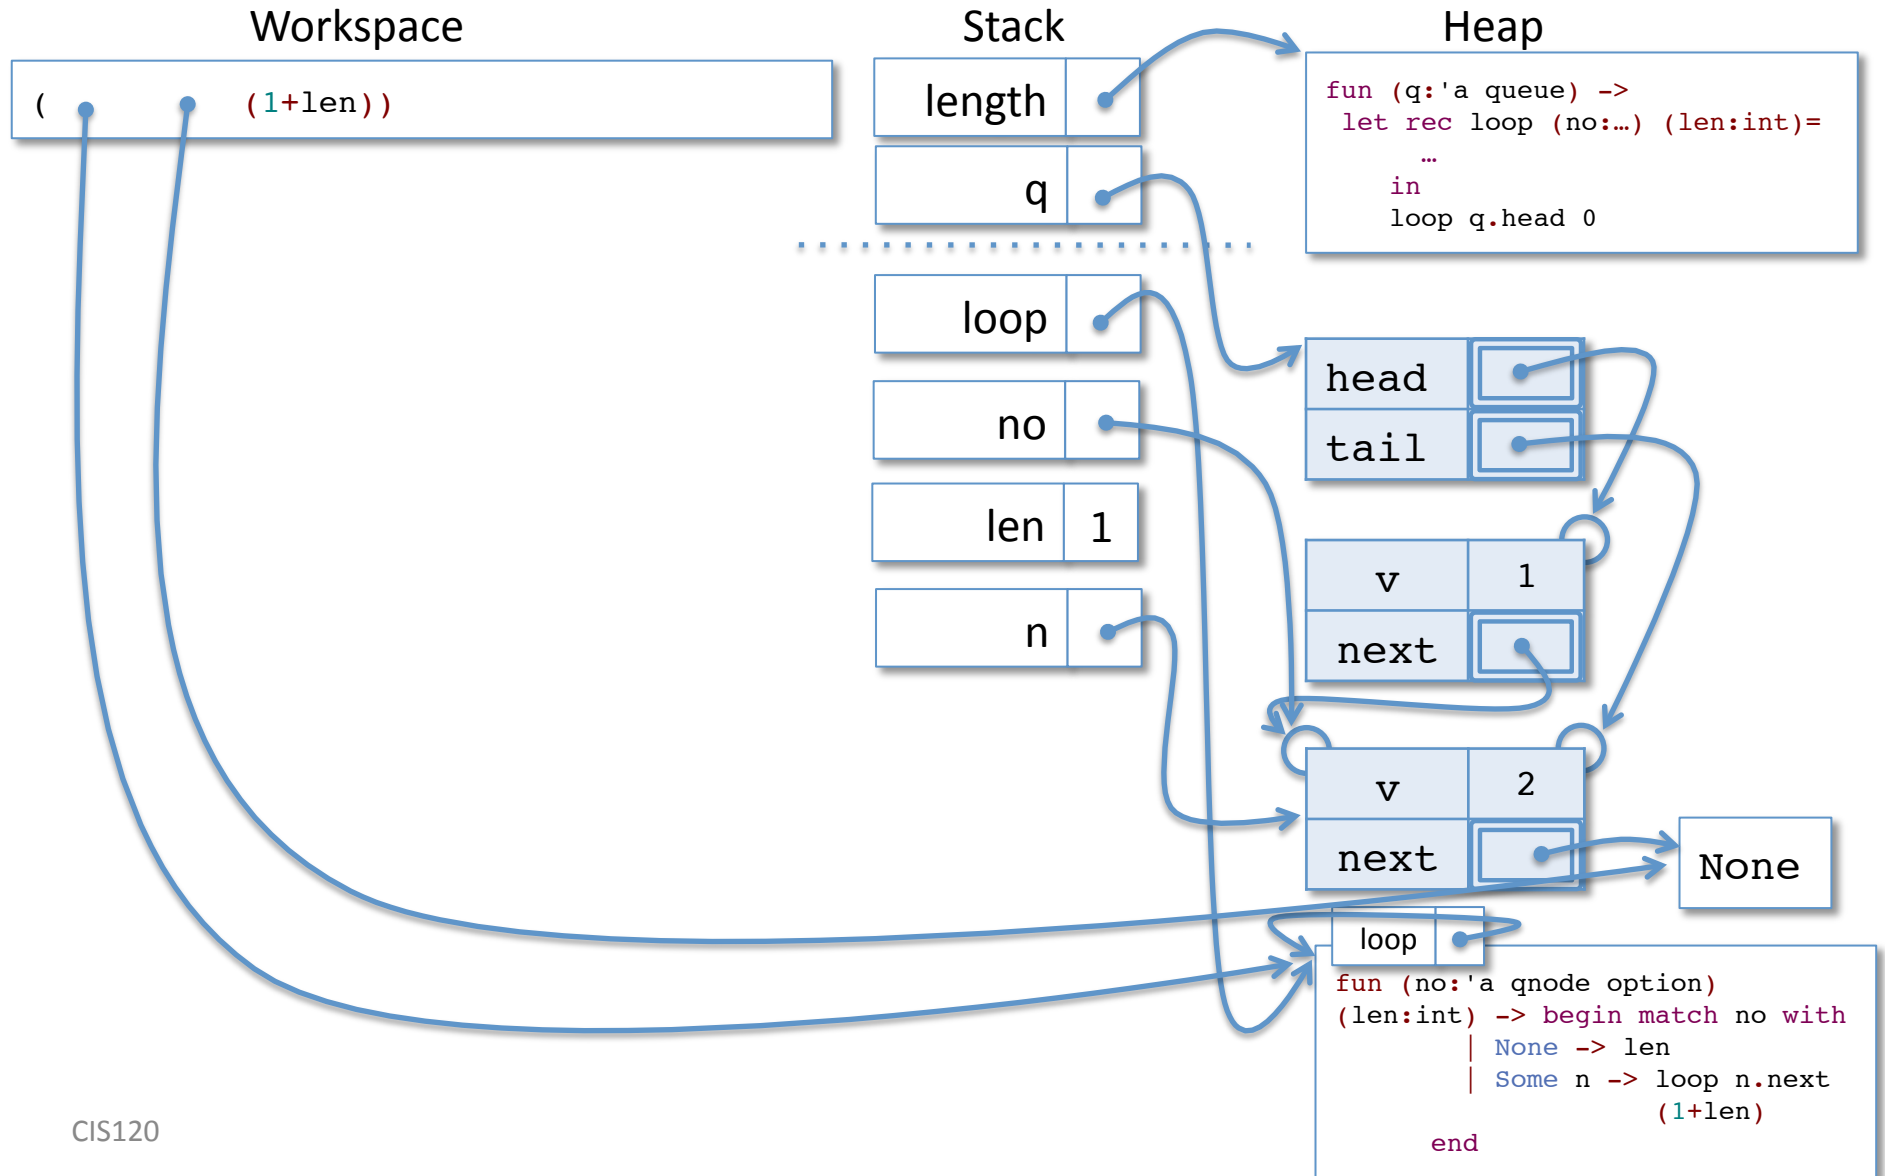 Workspace
( (1+len))
Stack
length
q
loop
no
len 1
n
Heap
fun (q:'a queue) ->
let rec loop (no:…) (len:int)=
…
in
loop q.head 0
head
tail
v 1
next
v 2
next
None
loop
fun (no:'a qnode option)
(len:int) -> begin match no with
| None -> len
| Some n -> loop n.next
(1+len)
end
CIS120